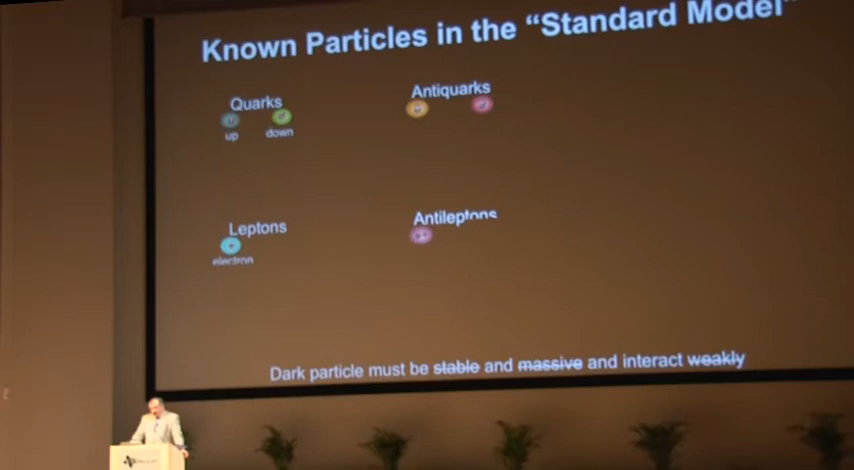 Known Particles in the “Standard Model”
Quarks
Antiquarks
up
down
Leptons
Antileptons
electron
Dark particle must be stable and massive and interact weakly